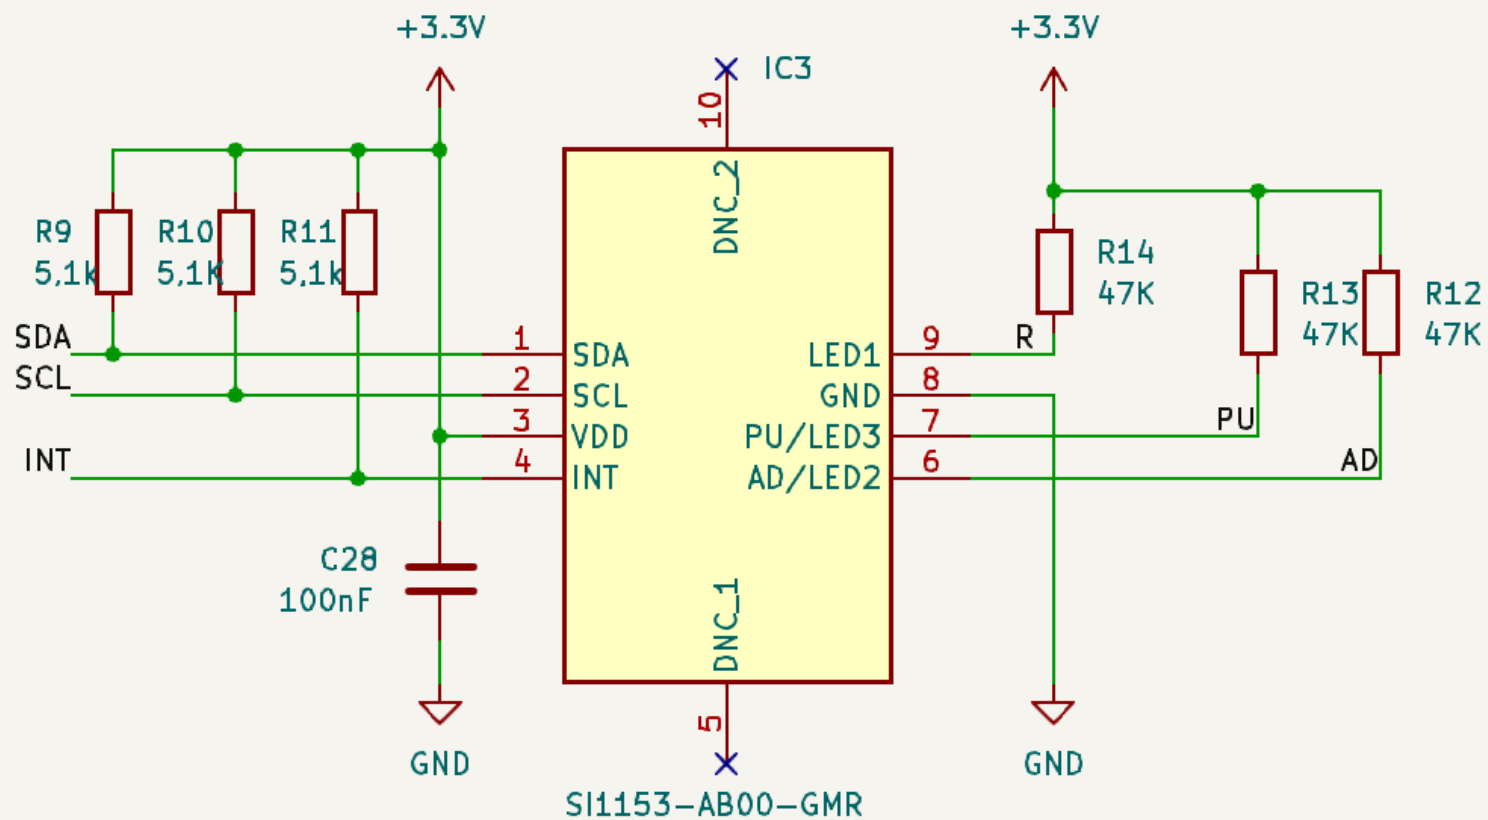 +3.3V
+3.3V
IC3
10
DNC_2
R9
5,1k
R10
5,1K
R11
5,1k
R14
47K
R13
47K
R12
47K
SDA
1
SDA
LED1
9
R
SCL
2
SCL
GND
8
3
VDD
PU/LED3
7
PU
INT
4
INT
AD/LED2
6
AD
C28
100nF
DNC_1
5
GND
GND
SI1153-AB00-GMR